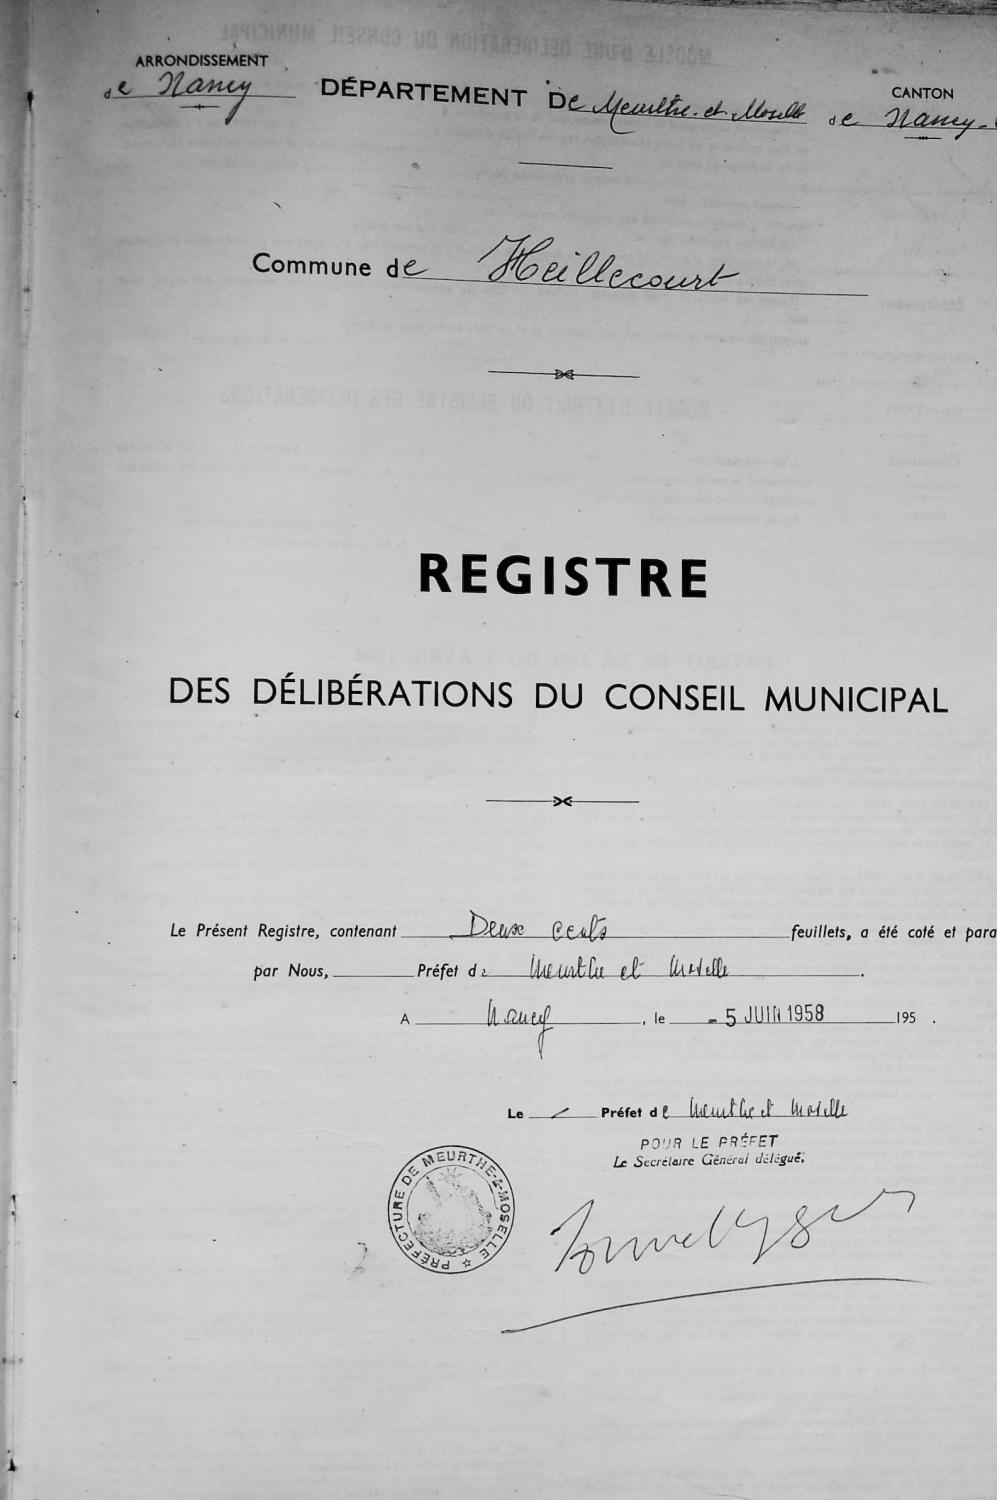 ARRONDISSEMENT
de Nancy
DÉPARTEMENT DE Meurthe-et-Moselle
CANTON
de Nancy-
Commune de Heillecourt
REGISTRE
DES DÉLIBÉRATIONS DU CONSEIL MUNICIPAL
Le Présent Registre, contenant Deux cents feuillets, a été coté et para
par Nous, Préfet de Meurthe et Moselle .
A Nancy , le - 5 JUIN 1958 195 .
Le Préfet de Meurthe et Moselle
POUR LE PRÉFET
Le Secrétaire Général délégué.
PRÉFECTURE DE MEURTHE-&-MOSELLE